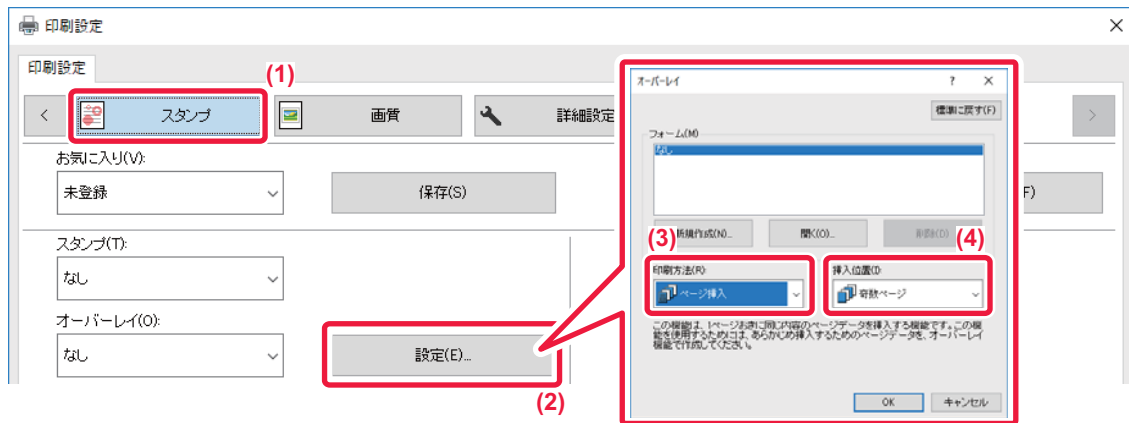 印刷設定
印刷設定
(1)
スタンプ
画質
詳細設定
お気に入り(V):
未登録
保存(S)
F)
スタンプ(T):
なし
オーバーレイ(O):
なし
設定(E)...
(2)
オーバーレイ
?
標準に戻す(F)
フォーム(M)
なし
新規作成(N)...
開く(O)...
削除(D)
(3)
(4)
印刷方法(R)
ページ挿入
挿入位置(I)
奇数ページ
この機能は、1ページおきに同じ内容のページデータを挿入する機能です。この機
能を使用するためには、あらかじめ挿入するためのページデータを、オーバーレイ
機能で作成してください。
OK
キャンセル